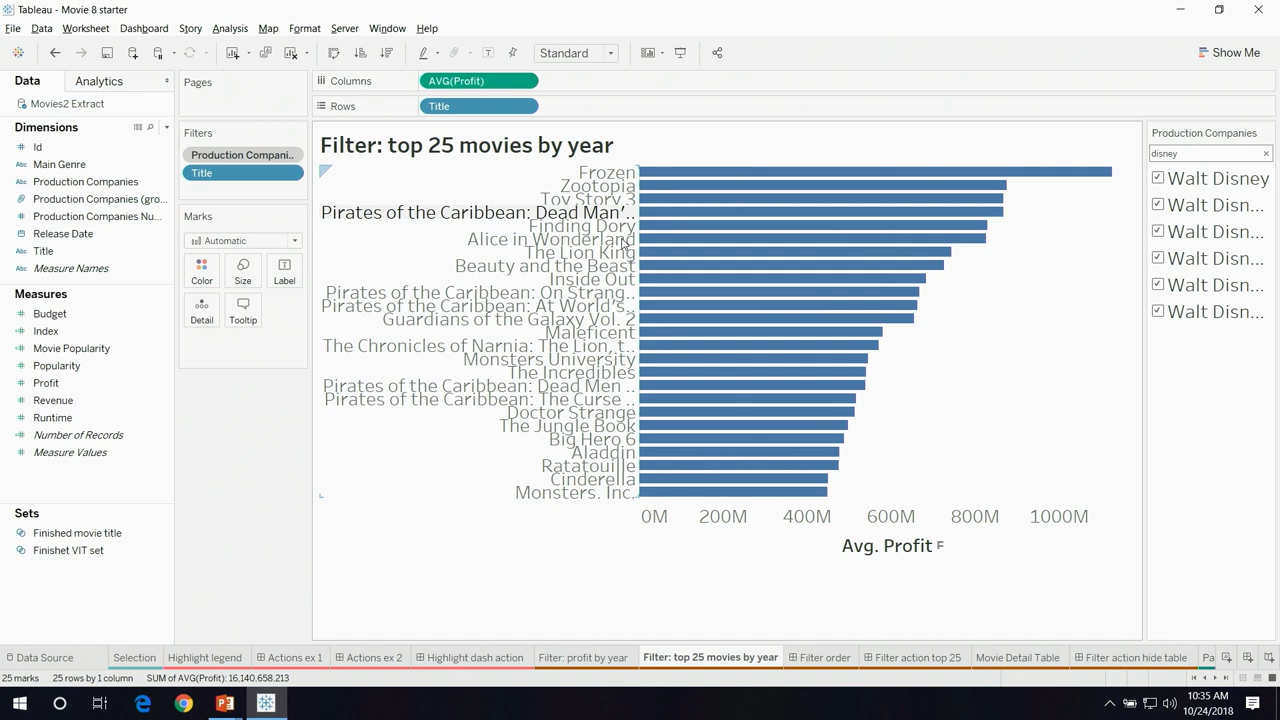 Tableau - Movie 8 starter
File Data Worksheet Dashboard Story Analysis Map Format Server Window Help
Standard
Show Me
Data Analytics
Movies2 Extract
Dimensions
Id
Main Genre
Production Companies
Production Companies (gro...
Production Companies Nu...
Release Date
Title
Measure Names
Measures
Budget
Index
Movie Popularity
Popularity
Profit
Revenue
Runtime
Number of Records
Measure Values
Sets
Finished movie title
Finishet VIT set
Pages
Filters
Production Compani..
Title
Marks
Automatic
Color Size Label
Detail Tooltip
Columns AVG(Profit)
Rows Title
Filter: top 25 movies by year
Frozen
Zootopia
Toy Story 3
Pirates of the Caribbean: Dead Man'..
Finding Dory
Alice in Wonderland
The Lion King
Beauty and the Beast
Inside Out
Pirates of the Caribbean: On Strang..
Pirates of the Caribbean: At World's..
Guardians of the Galaxy Vol. 2
Maleficent
The Chronicles of Narnia: The Lion, t..
Monsters University
The Incredibles
Pirates of the Caribbean: Dead Men ..
Pirates of the Caribbean: The Curse ..
Doctor Strange
The Jungle Book
Big Hero 6
Aladdin
Ratatouille
Cinderella
Monsters, Inc.
0M 200M 400M 600M 800M 1000M
Avg. Profit
Production Companies
disney
Walt Disney
Walt Disn...
Walt Disn...
Walt Disn...
Walt Disn...
Walt Disn...
Data Source Selection Highlight legend Actions ex 1 Actions ex 2 Highlight dash action Filter: profit by year Filter: top 25 movies by year Filter order Filter action top 25 Movie Detail Table Filter action hide table Pa
25 marks 25 rows by 1 column SUM of AVG(Profit): 16,140,658,213
10:35 AM
10/24/2018